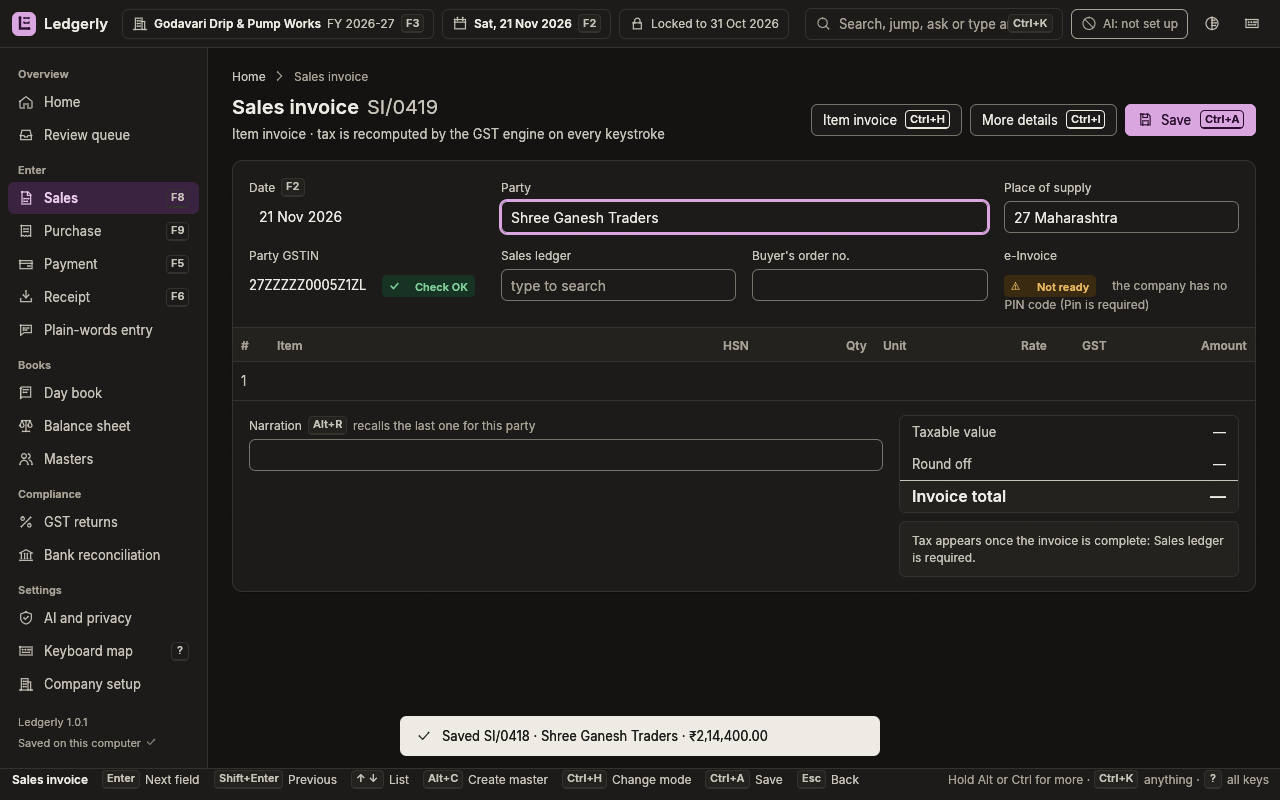 Ledgerly
Godavari Drip & Pump Works FY 2026-27 F3
Sat, 21 Nov 2026 F2
Locked to 31 Oct 2026
Search, jump, ask or type a Ctrl+K
AI: not set up
Overview
Home
Review queue
Enter
Sales F8
Purchase F9
Payment F5
Receipt F6
Plain-words entry
Books
Day book
Balance sheet
Masters
Compliance
GST returns
Bank reconciliation
Settings
AI and privacy
Keyboard map ?
Company setup
Ledgerly 1.0.1
Saved on this computer
Home Sales invoice
Sales invoice SI/0419
Item invoice · tax is recomputed by the GST engine on every keystroke
Item invoice Ctrl+H
More details Ctrl+I
Save Ctrl+A
Date F2
21 Nov 2026
Party
Shree Ganesh Traders
Place of supply
27 Maharashtra
Party GSTIN
27ZZZZZ0005Z1ZL Check OK
Sales ledger
type to search
Buyer's order no.
e-Invoice
Not ready the company has no
PIN code (Pin is required)
# Item HSN Qty Unit Rate GST Amount
1
Narration Alt+R recalls the last one for this party
Taxable value —
Round off —
Invoice total —
Tax appears once the invoice is complete: Sales ledger
is required.
Saved SI/0418 · Shree Ganesh Traders · ₹2,14,400.00
Sales invoice Enter Next field Shift+Enter Previous ↑ ↓ List Alt+C Create master Ctrl+H Change mode Ctrl+A Save Esc Back Hold Alt or Ctrl for more · Ctrl+K anything · ? all keys